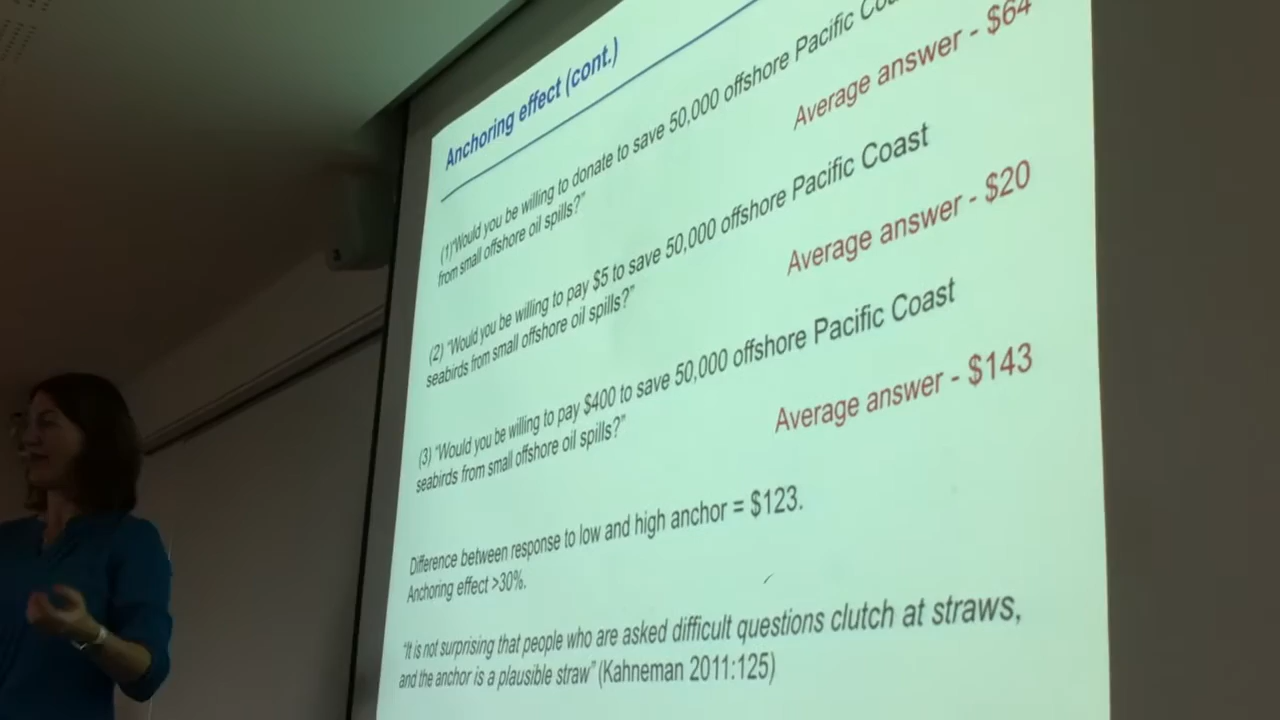 Anchoring effect (cont.)
(1)"Would you be willing to donate to save 50,000 offshore Pacific
from small offshore oil spills?"
Average answer - $64
(2) "Would you be willing to pay $5 to save 50,000 offshore Pacific Coast
seabirds from small offshore oil spills?"
Average answer - $20
(3) "Would you be willing to pay $400 to save 50,000 offshore Pacific Coast
seabirds from small offshore oil spills?"
Average answer - $143
Difference between response to low and high anchor = $123.
Anchoring effect >30%.
"It is not surprising that people who are asked difficult questions clutch at straws,
and the anchor is a plausible straw" (Kahneman 2011:125)